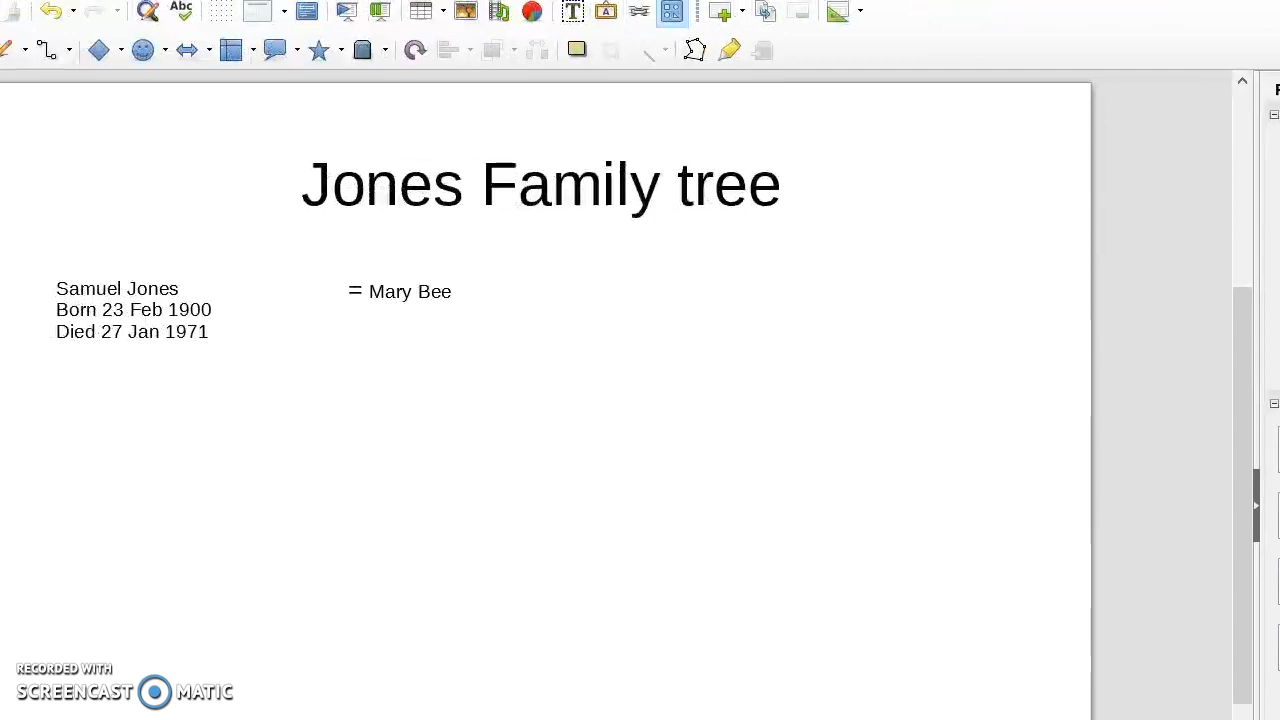 Jones Family tree
Samuel Jones
= Mary Bee
Born 23 Feb 1900
Died 27 Jan 1971
RECORDED WITH
SCREENCAST MATIC